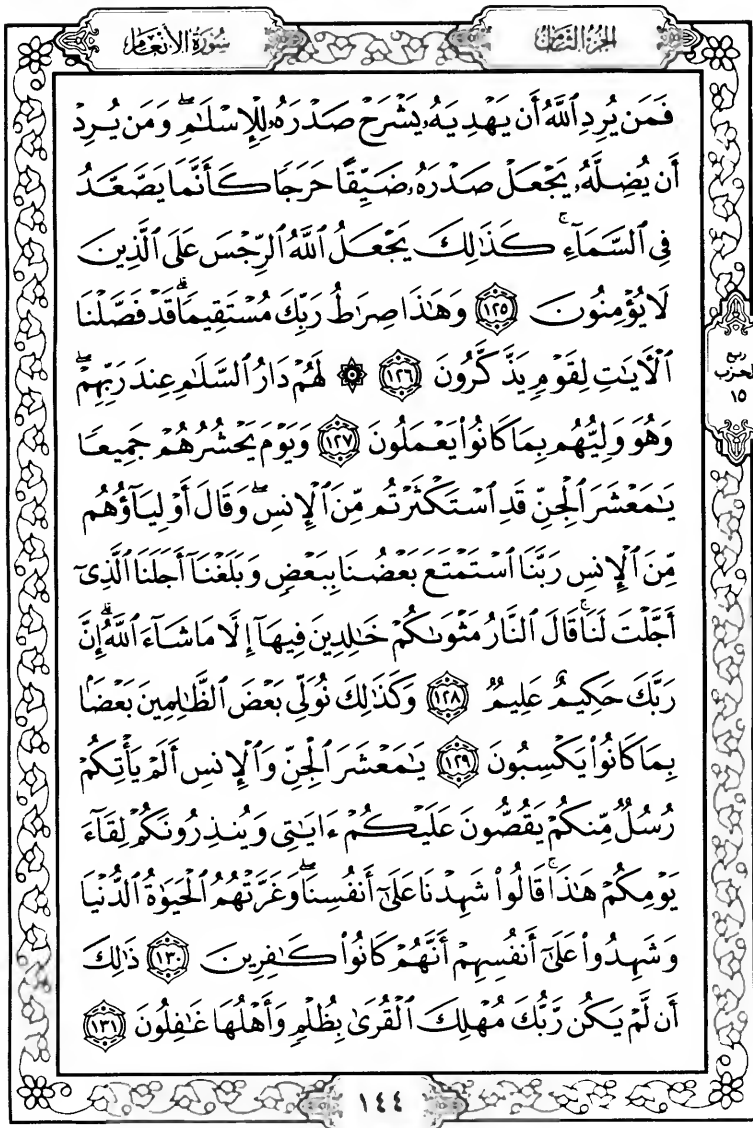 سُورَةُ الأَنْعَام
الجُزْءُ الثَّامِنُ
فَمَن يُرِدِ ٱللَّهُ أَن يَهْدِيَهُۥ يَشْرَحْ صَدْرَهُۥ لِلْإِسْلَٰمِ ۖ وَمَن يُرِدْ
أَن يُضِلَّهُۥ يَجْعَلْ صَدْرَهُۥ ضَيِّقًا حَرَجًا كَأَنَّمَا يَصَّعَّدُ
فِى ٱلسَّمَآءِ ۚ كَذَٰلِكَ يَجْعَلُ ٱللَّهُ ٱلرِّجْسَ عَلَى ٱلَّذِينَ
لَا يُؤْمِنُونَ ١٢٥ وَهَٰذَا صِرَٰطُ رَبِّكَ مُسْتَقِيمًا ۗ قَدْ فَصَّلْنَا
ٱلْءَايَٰتِ لِقَوْمٍ يَذَّكَّرُونَ ١٢٦ ۞ لَهُمْ دَارُ ٱلسَّلَٰمِ عِندَ رَبِّهِمْ ۖ
وَهُوَ وَلِيُّهُم بِمَا كَانُوا۟ يَعْمَلُونَ ١٢٧ وَيَوْمَ يَحْشُرُهُمْ جَمِيعًا
يَٰمَعْشَرَ ٱلْجِنِّ قَدِ ٱسْتَكْثَرْتُم مِّنَ ٱلْإِنسِ ۖ وَقَالَ أَوْلِيَآؤُهُم
مِّنَ ٱلْإِنسِ رَبَّنَا ٱسْتَمْتَعَ بَعْضُنَا بِبَعْضٍ وَبَلَغْنَآ أَجَلَنَا ٱلَّذِىٓ
أَجَّلْتَ لَنَا ۚ قَالَ ٱلنَّارُ مَثْوَىٰكُمْ خَٰلِدِينَ فِيهَآ إِلَّا مَا شَآءَ ٱللَّهُ ۗ إِنَّ
رَبَّكَ حَكِيمٌ عَلِيمٌ ١٢٨ وَكَذَٰلِكَ نُوَلِّى بَعْضَ ٱلظَّٰلِمِينَ بَعْضًۢا
بِمَا كَانُوا۟ يَكْسِبُونَ ١٢٩ يَٰمَعْشَرَ ٱلْجِنِّ وَٱلْإِنسِ أَلَمْ يَأْتِكُمْ
رُسُلٌ مِّنكُمْ يَقُصُّونَ عَلَيْكُمْ ءَايَٰتِى وَيُنذِرُونَكُمْ لِقَآءَ
يَوْمِكُمْ هَٰذَا ۚ قَالُوا۟ شَهِدْنَا عَلَىٰٓ أَنفُسِنَا ۖ وَغَرَّتْهُمُ ٱلْحَيَوٰةُ ٱلدُّنْيَا
وَشَهِدُوا۟ عَلَىٰٓ أَنفُسِهِمْ أَنَّهُمْ كَانُوا۟ كَٰفِرِينَ ١٣٠ ذَٰلِكَ
أَن لَّمْ يَكُن رَّبُّكَ مُهْلِكَ ٱلْقُرَىٰ بِظُلْمٍ وَأَهْلُهَا غَٰفِلُونَ ١٣١
ربع
الحزب
١٥
١٤٤